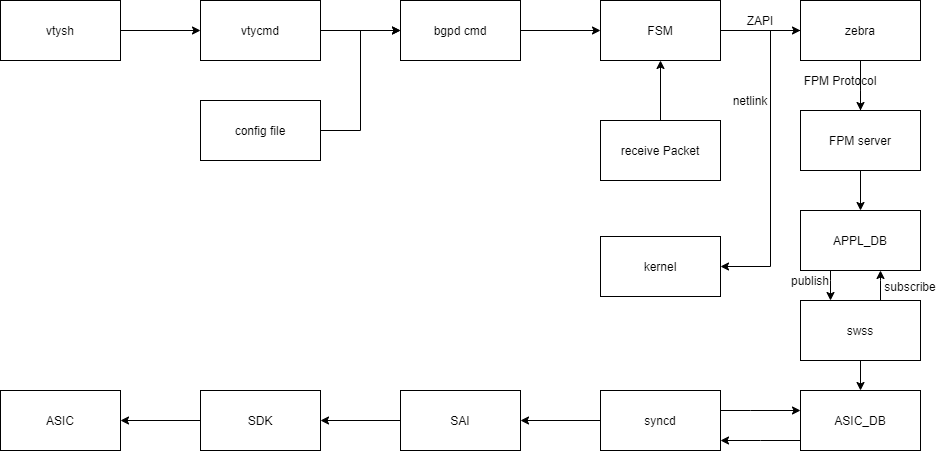 vtysh
vtycmd
bgpd cmd
FSM
ZAPI
zebra
config file
receive Packet
netlink
FPM Protocol
FPM server
kernel
APPL_DB
publish
subscribe
swss
ASIC
SDK
SAI
syncd
ASIC_DB